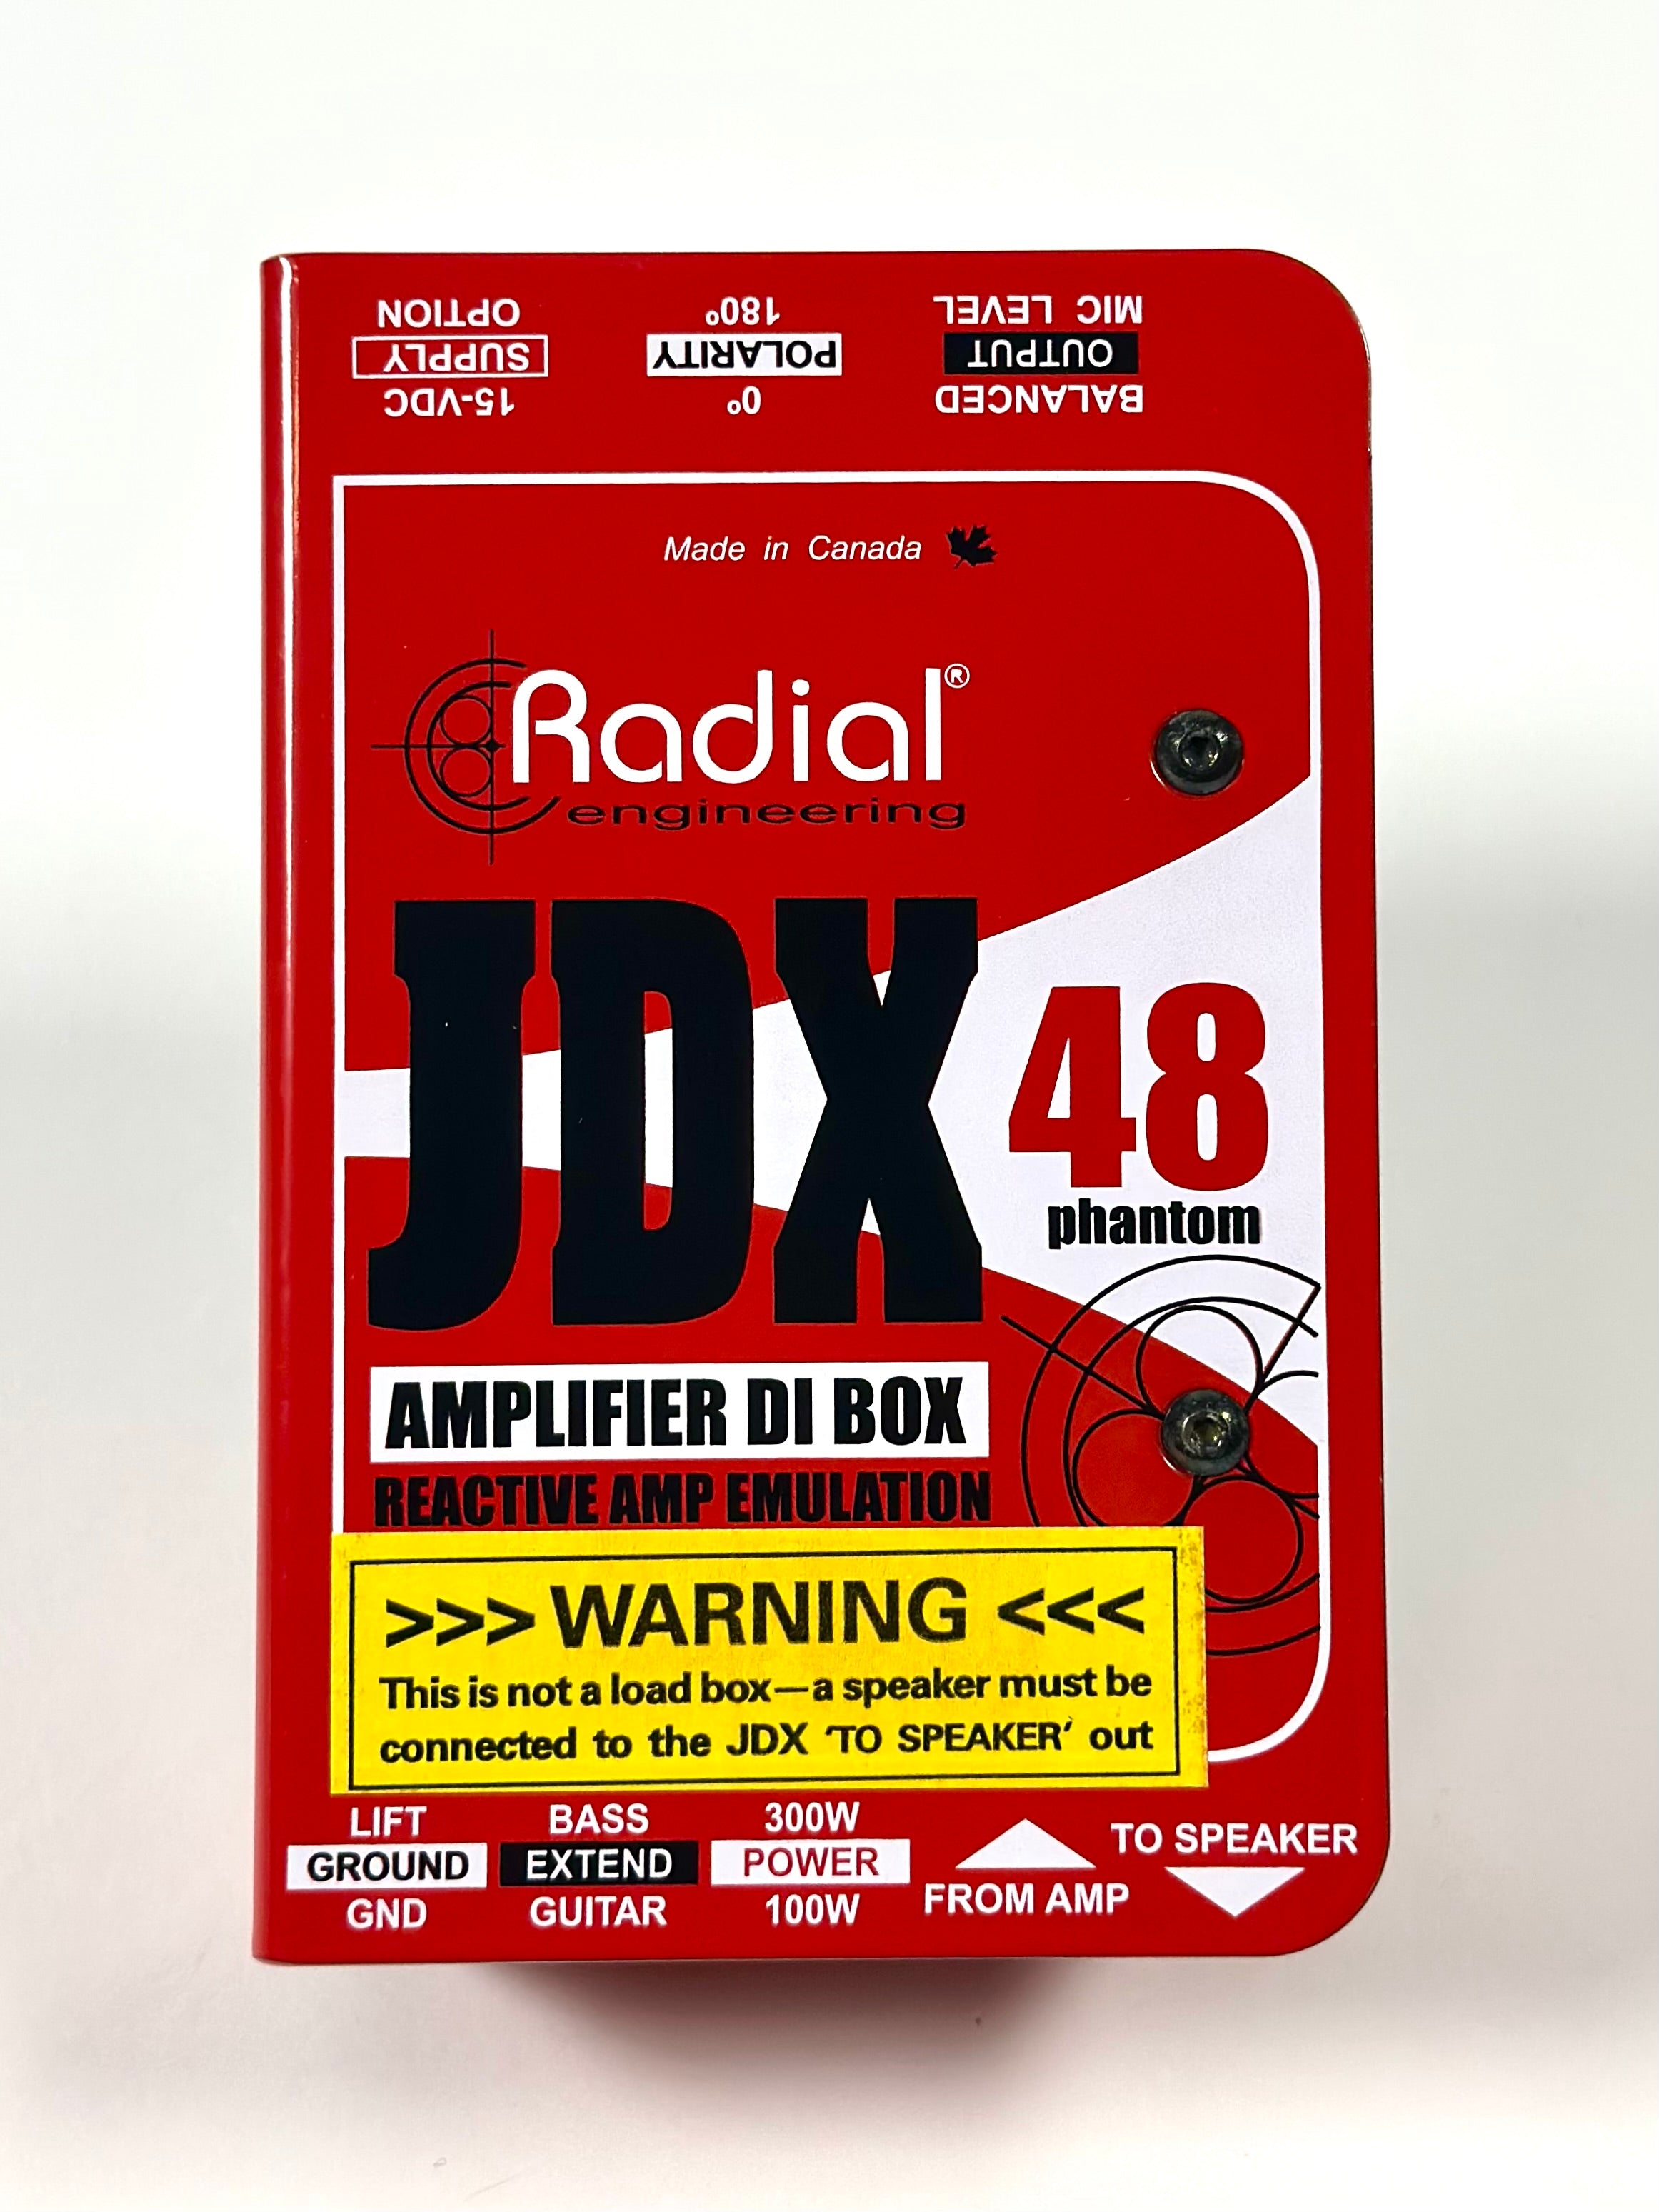 OPTION
SUPPLY
15-VDC
180°
POLARITY
0°
MIC LEVEL
OUTPUT
BALANCED
Made in Canada
Radial®
engineering
JDX
48
phantom
AMPLIFIER DI BOX
REACTIVE AMP EMULATION
>>> WARNING <<<
This is not a load box—a speaker must be
connected to the JDX ‘TO SPEAKER’ out
LIFT
GROUND
GND
BASS
EXTEND
GUITAR
300W
POWER
100W
FROM AMP
TO SPEAKER